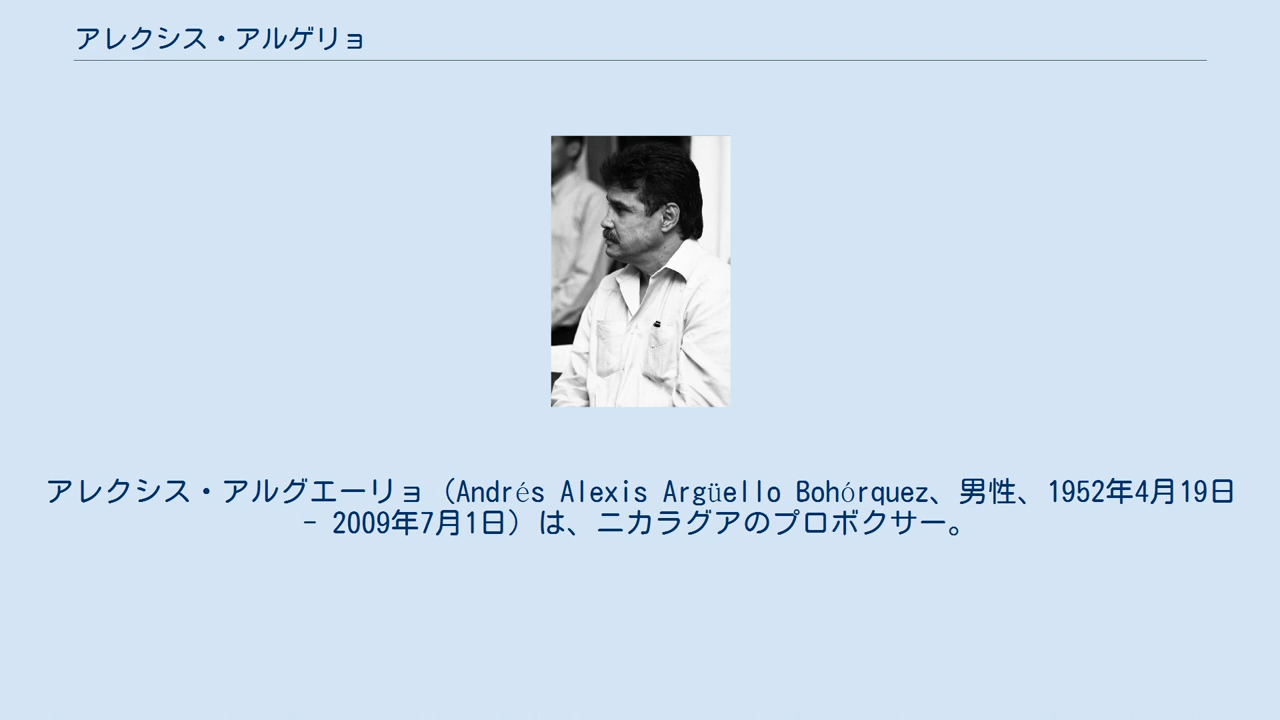 アレクシス・アルゲリョ
アレクシス・アルグエーリョ（Andrés Alexis Argüello Bohórquez、男性、1952年4月19日
- 2009年7月1日）は、ニカラグアのプロボクサー。